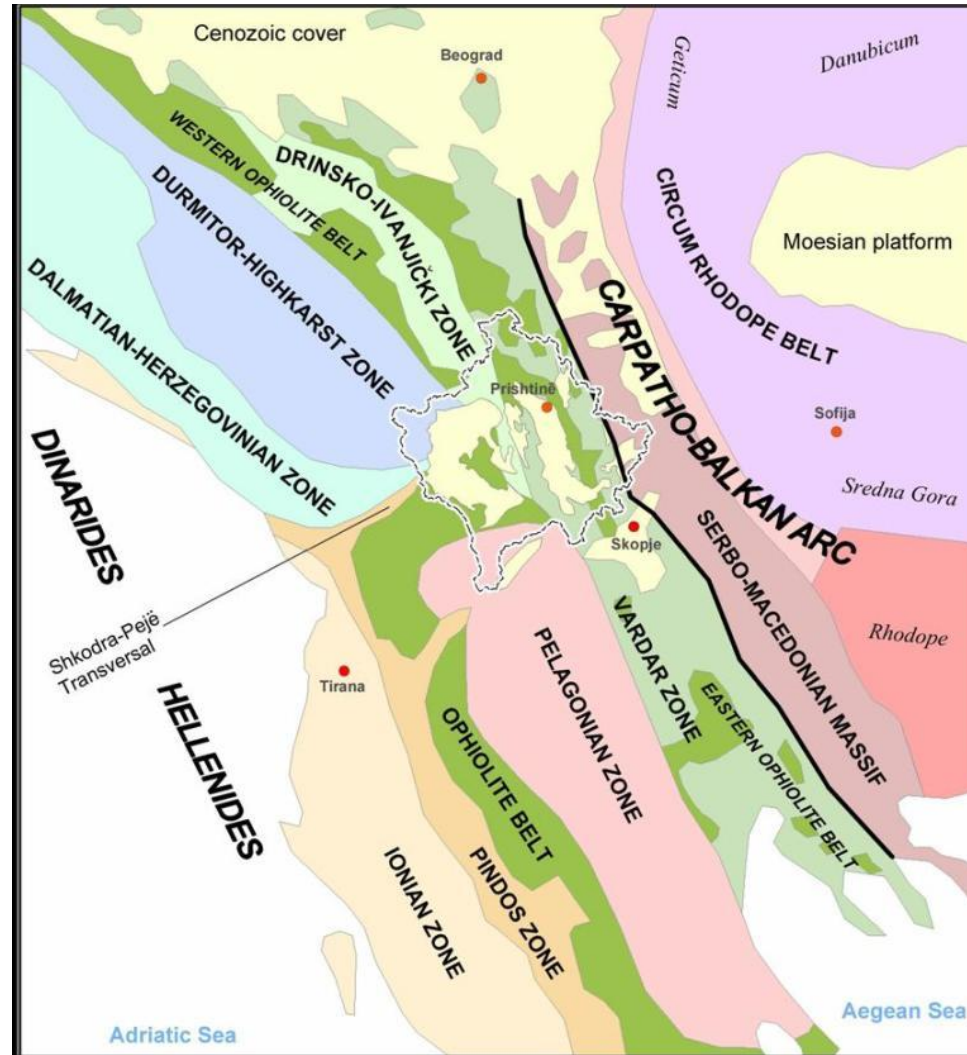 Cenozoic cover
Beograd
Geticum
Danubicum
WESTERN OPHIOLITE BELT
DRINSKO-IVANJIČKI ZONE
DURMITOR-HIGHKARST ZONE
DALMATIAN-HERZEGOVINIAN ZONE
CIRCUM RHODOPE BELT
Moesian platform
CARPATHO-BALKAN ARC
Prishtinë
Sofija
DINARIDES
Sredna Gora
Skopje
SERBO-MACEDONIAN MASSIF
Shkodra-Pejë
Transversal
Rhodope
Tirana
VARDAR ZONE
PELAGONIAN ZONE
HELLENIDES
EASTERN OPHIOLITE BELT
OPHIOLITE BELT
PINDOS ZONE
IONIAN ZONE
Adriatic Sea
Aegean Sea